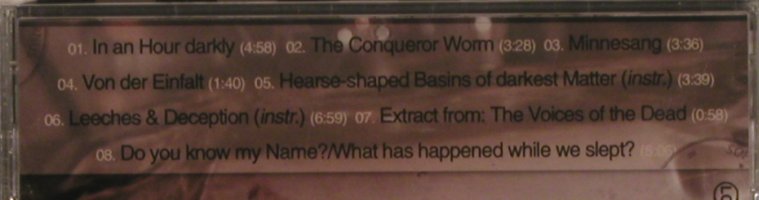 01. In an Hour darkly (4:58) 02. The Conqueror Worm (3:28) 03. Minnesang (3:36)
04. Von der Einfalt (1:40) 05. Hearse-shaped Basins of darkest Matter (instr.) (3:39)
06. Leeches & Deception (instr.) (6:59) 07. Extract from: The Voices of the Dead (0:58)
08. Do you know my Name?/What has happened while we slept?